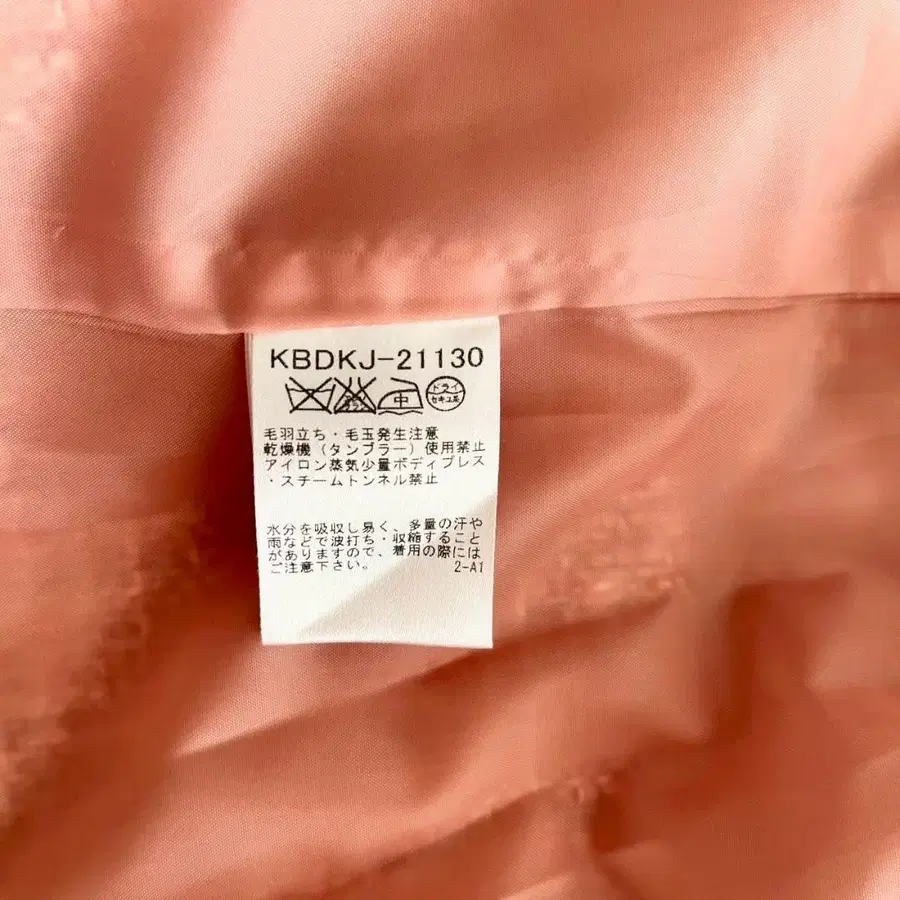 KBDKJ-21130
中 ドライ
セキユ系
毛羽立ち・毛玉発生注意
乾燥機(タンブラー)使用禁止
アイロン蒸気少量ボディプレス
・スチームトンネル禁止
水分を吸収し易く、多量の汗や
雨などで波打ち・収縮すること
がありますので、着用の際には
ご注意下さい。 2-A1